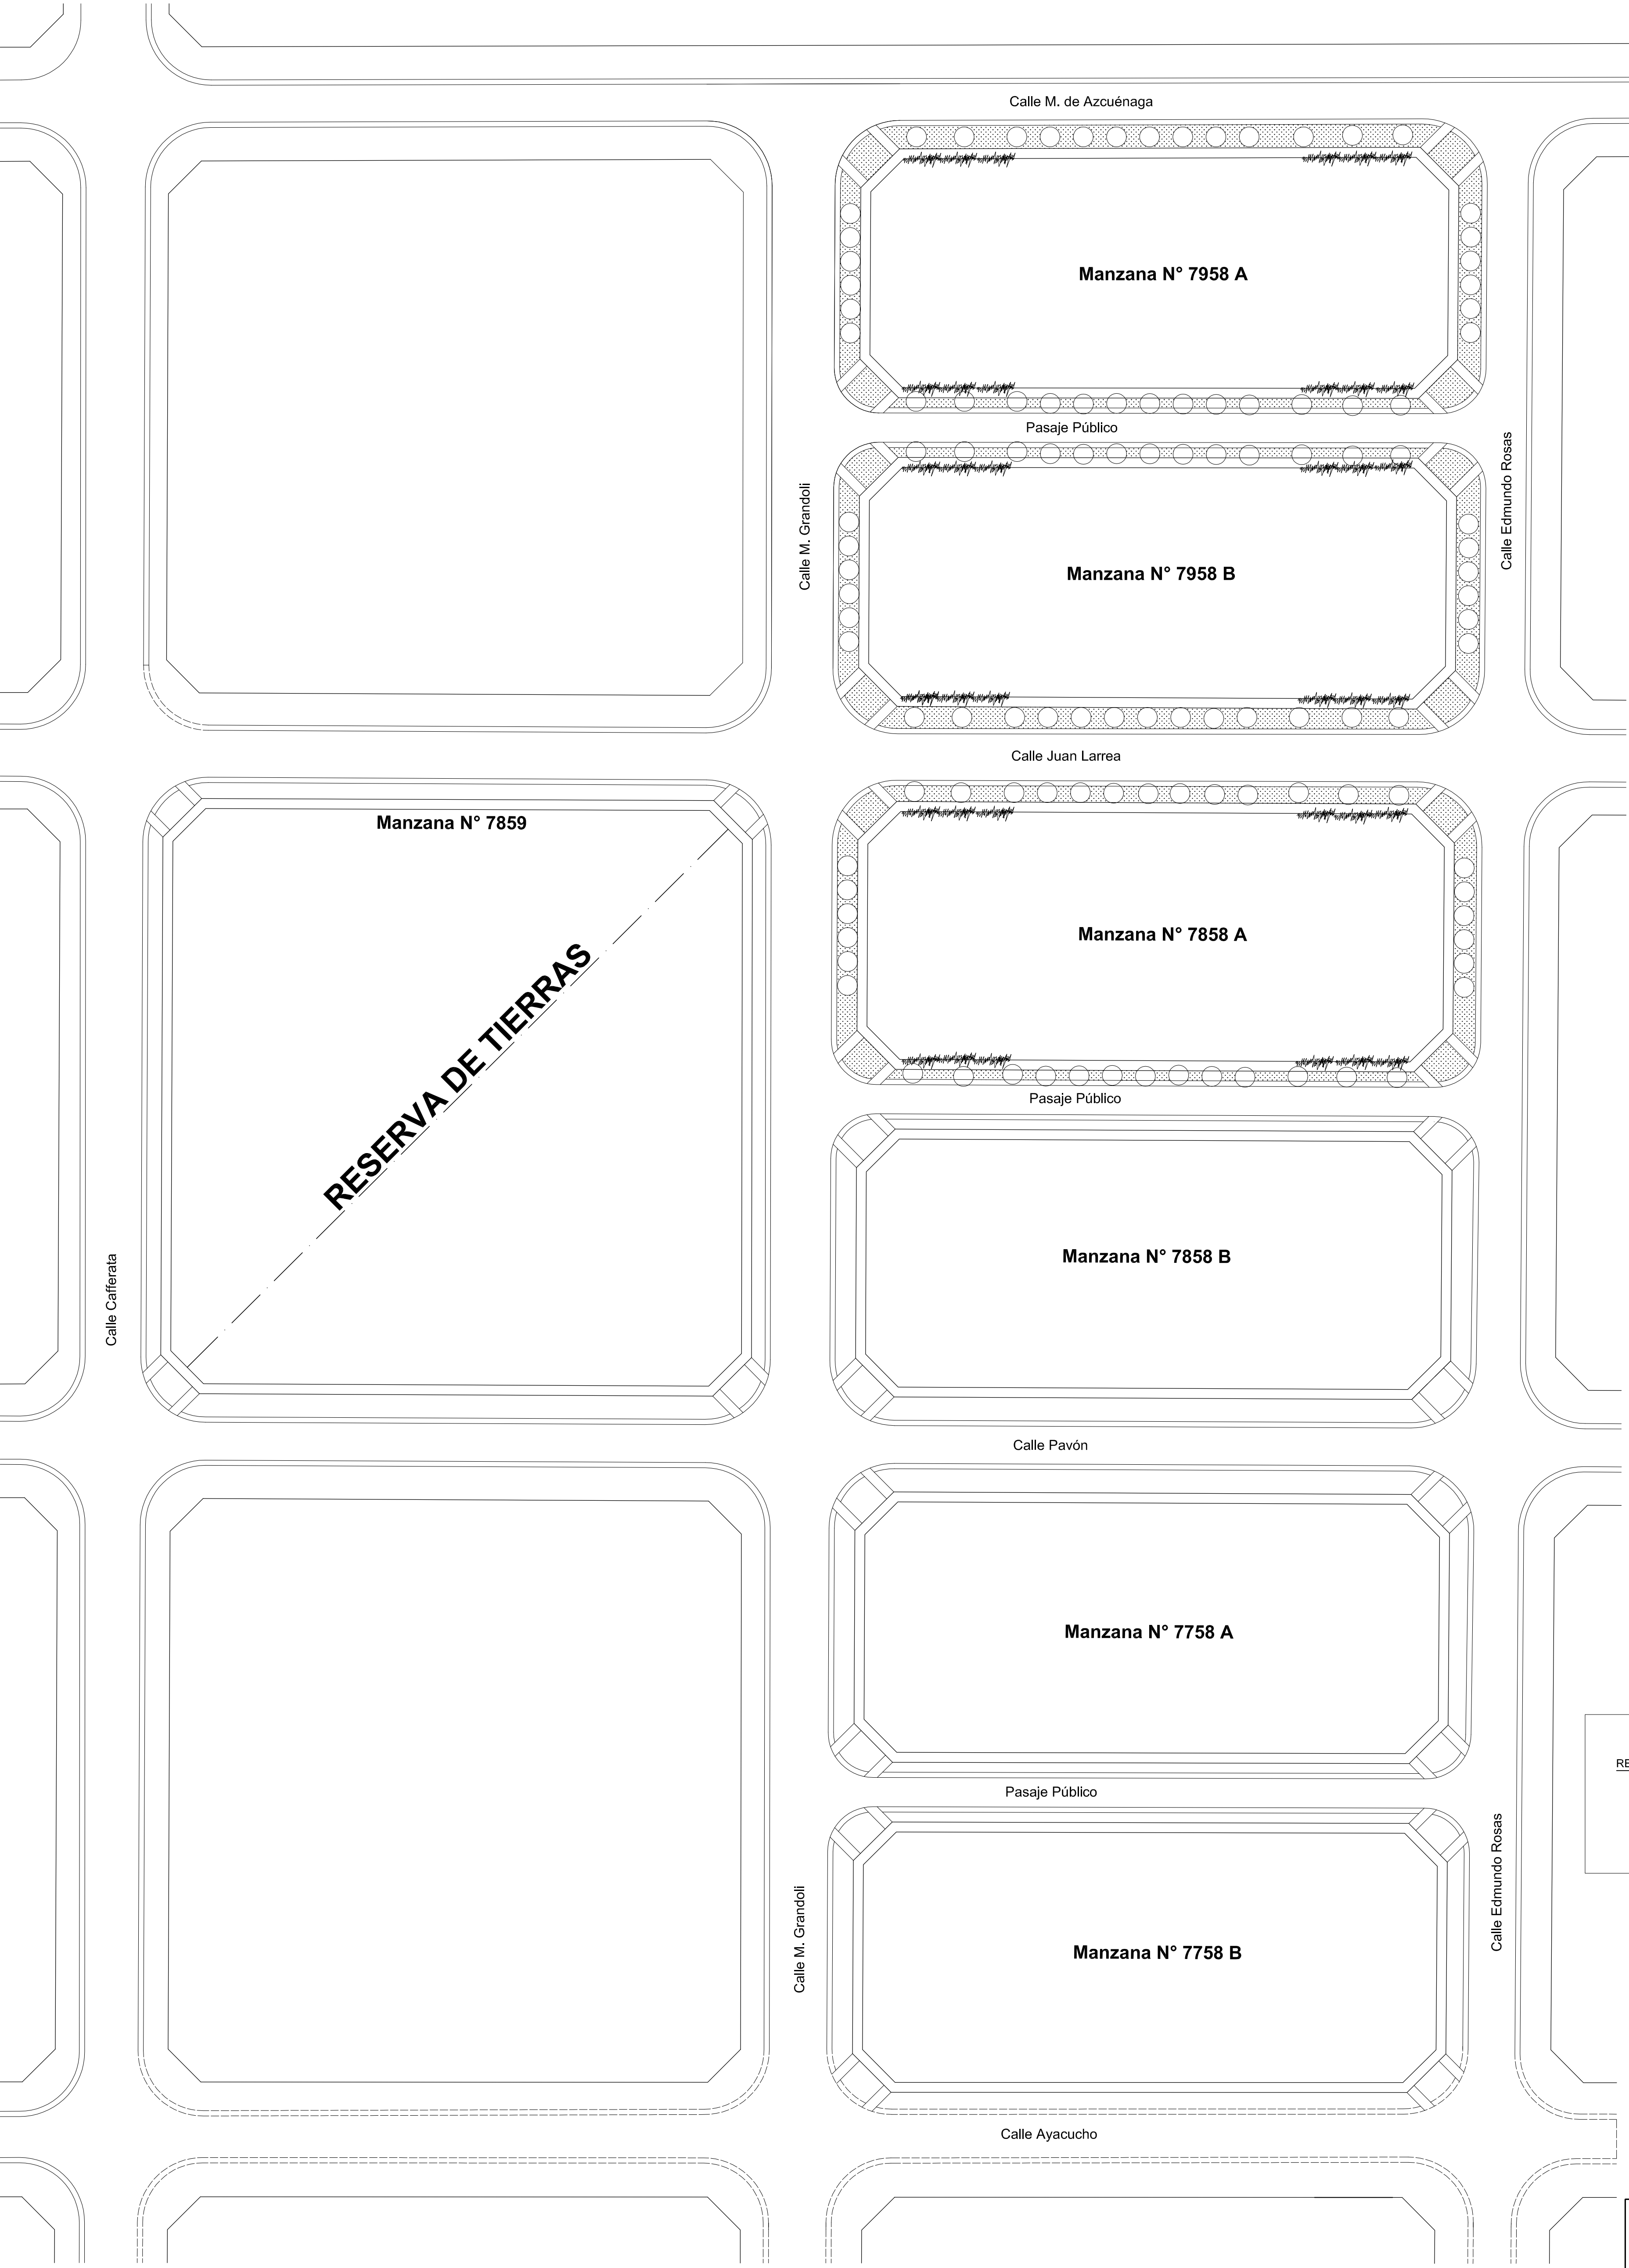 Calle M. de Azcuénaga
Manzana N° 7958 A
Pasaje Público
Calle M. Grandoli
Calle Edmundo Rosas
Manzana N° 7958 B
Calle Juan Larrea
Manzana N° 7859
RESERVA DE TIERRAS
Manzana N° 7858 A
Pasaje Público
Calle Cafferata
Manzana N° 7858 B
Calle Pavón
Manzana N° 7758 A
RE
Pasaje Público
Calle M. Grandoli
Calle Edmundo Rosas
Manzana N° 7758 B
Calle Ayacucho